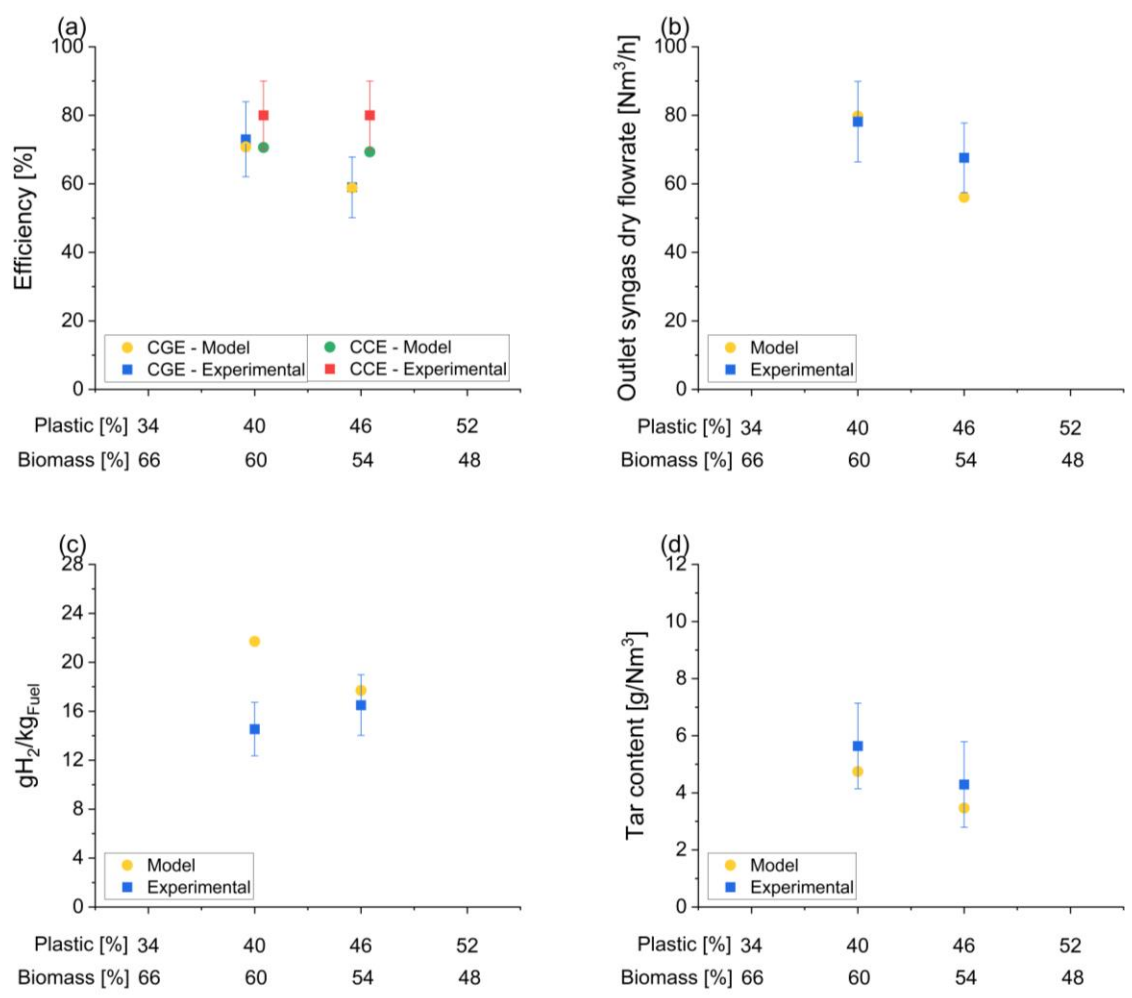 (a)
100
80
60
40
20
0
Efficiency [%]
CGE - Model
CGE - Experimental
CCE - Model
CCE - Experimental
Plastic [%] 34 40 46 52
Biomass [%] 66 60 54 48
(b)
100
80
60
40
20
0
Outlet syngas dry flowrate [Nm³/h]
Model
Experimental
Plastic [%] 34 40 46 52
Biomass [%] 66 60 54 48
(c)
28
24
20
16
12
8
4
0
gH₂/kg_Fuel
Model
Experimental
Plastic [%] 34 40 46 52
Biomass [%] 66 60 54 48
(d)
12
10
8
6
4
2
0
Tar content [g/Nm³]
Model
Experimental
Plastic [%] 34 40 46 52
Biomass [%] 66 60 54 48